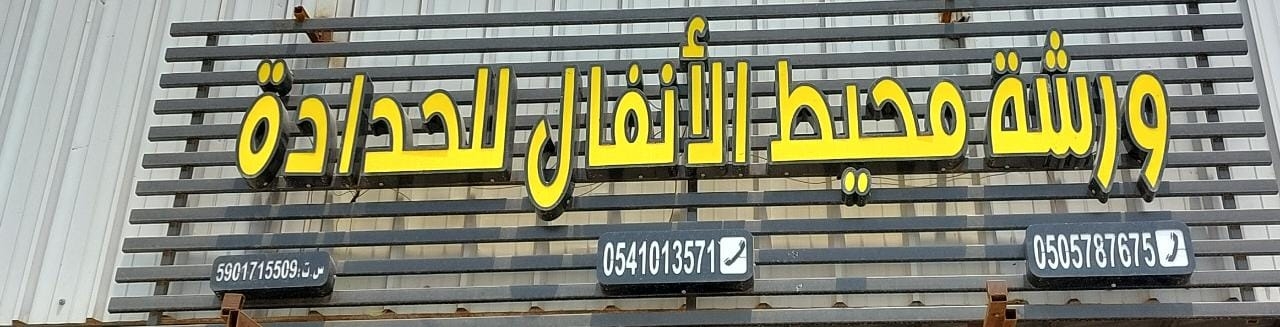 ورشة محيط الأنفال للحدادة
0505787675
0541013571
س.ت: 5901715509